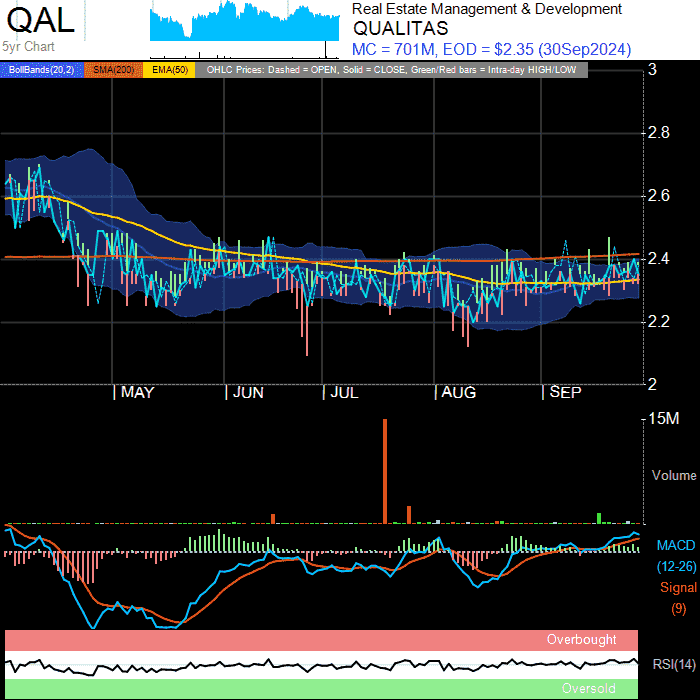 QAL
5yr Chart
Real Estate Management & Development
QUALITAS
MC = 701M, EOD = $2.35 (30Sep2024)
BollBands(20,2) SMA(200) EMA(50) OHLC Prices: Dashed = OPEN, Solid = CLOSE, Green/Red bars = Intra-day HIGH/LOW
3
2.8
2.6
2.4
2.2
2
MAY JUN JUL AUG SEP
15M
Volume
MACD
(12-26)
Signal
(9)
Overbought
RSI(14)
Oversold